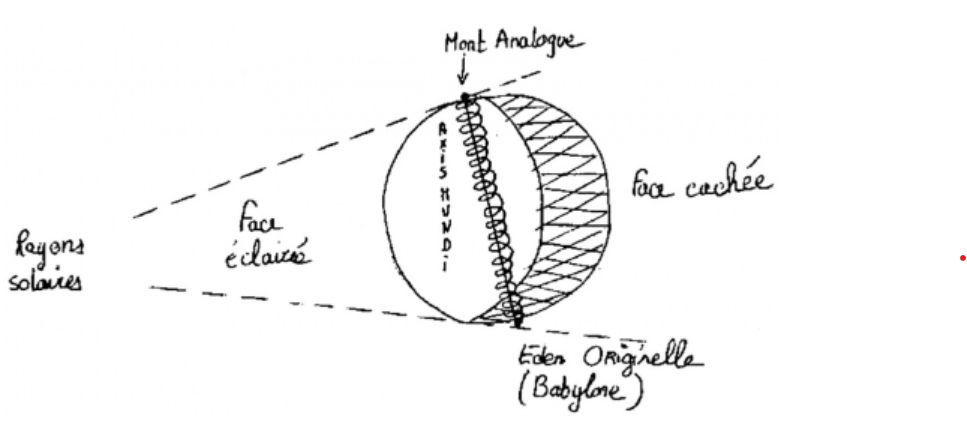 Mont Analogue
AXIS MUNDI
Face cachée
Face
éclairée
Rayons
solaires
Eden Originelle
(Babylone)